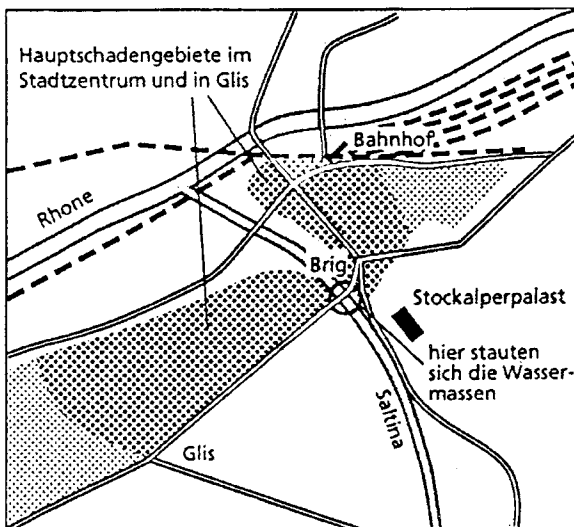 Hauptschadengebiete im
Stadtzentrum und in Glis
Bahnhof
Rhone
Brig
Stockalperpalast
hier stauten
sich die Wasser-
massen
Saltina
Glis